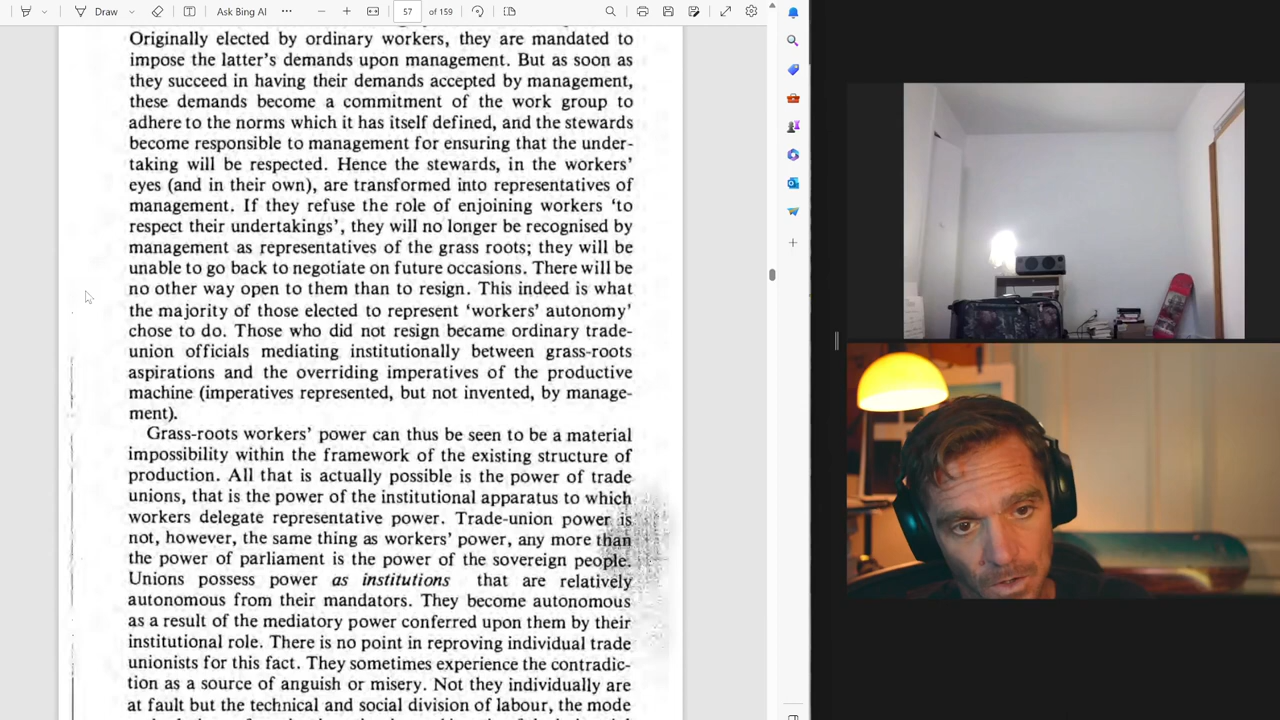 Draw
Ask Bing AI
57
of 159
Originally elected by ordinary workers, they are mandated to
impose the latter's demands upon management. But as soon as
they succeed in having their demands accepted by management,
these demands become a commitment of the work group to
adhere to the norms which it has itself defined, and the stewards
become responsible to management for ensuring that the under-
taking will be respected. Hence the stewards, in the workers'
eyes (and in their own), are transformed into representatives of
management. If they refuse the role of enjoining workers 'to
respect their undertakings', they will no longer be recognised by
management as representatives of the grass roots; they will be
unable to go back to negotiate on future occasions. There will be
no other way open to them than to resign. This indeed is what
the majority of those elected to represent 'workers' autonomy'
chose to do. Those who did not resign became ordinary trade-
union officials mediating institutionally between grass-roots
aspirations and the overriding imperatives of the productive
machine (imperatives represented, but not invented, by manage-
ment).
Grass-roots workers' power can thus be seen to be a material
impossibility within the framework of the existing structure of
production. All that is actually possible is the power of trade
unions, that is the power of the institutional apparatus to which
workers delegate representative power. Trade-union power is
not, however, the same thing as workers' power, any more than
the power of parliament is the power of the sovereign people.
Unions possess power as institutions that are relatively
autonomous from their mandators. They become autonomous
as a result of the mediatory power conferred upon them by their
institutional role. There is no point in reproving individual trade
unionists for this fact. They sometimes experience the contradic-
tion as a source of anguish or misery. Not they individually are
at fault but the technical and social division of labour, the mode